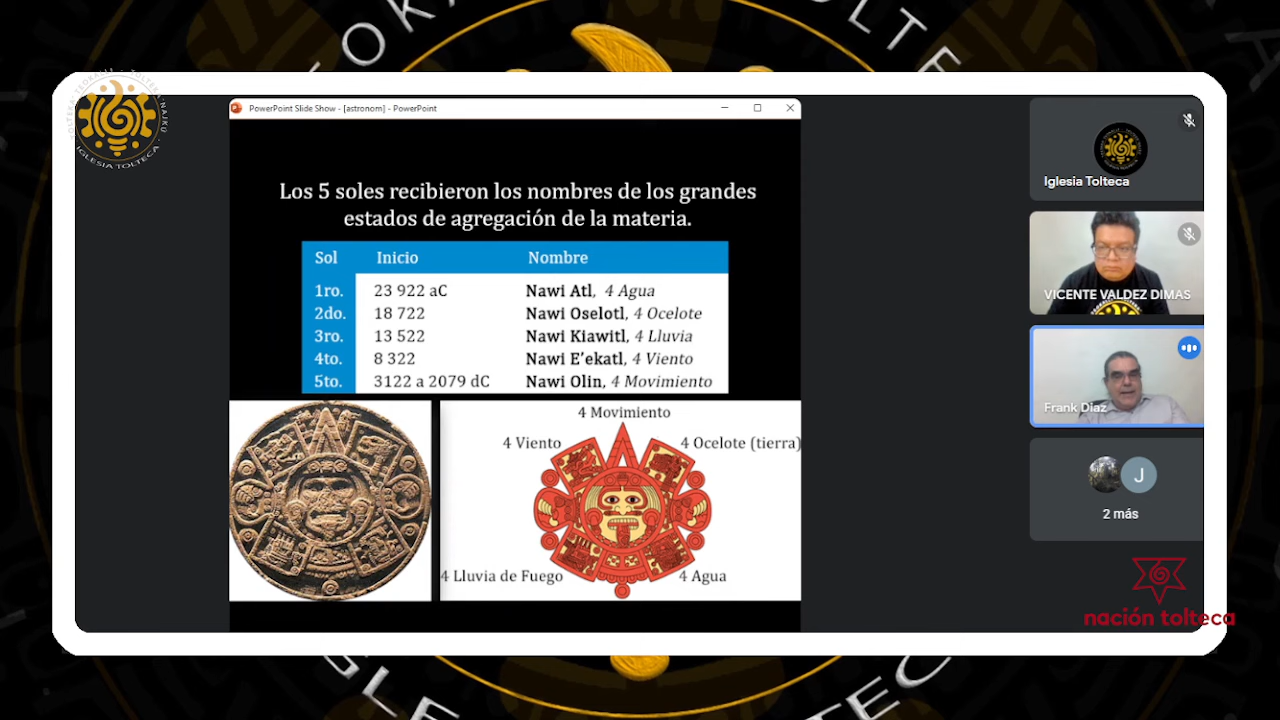 PowerPoint Slide Show - [astronom] - PowerPoint
Los 5 soles recibieron los nombres de los grandes
estados de agregación de la materia.
Sol Inicio Nombre
1ro. 23 922 aC Nawi Atl, 4 Agua
2do. 18 722 Nawi Oselotl, 4 Ocelote
3ro. 13 522 Nawi Kiawitl, 4 Lluvia
4to. 8 322 Nawi E'ekatl, 4 Viento
5to. 3122 a 2079 dC Nawi Olin, 4 Movimiento
4 Movimiento
4 Viento
4 Ocelote (tierra)
4 Lluvia de Fuego
4 Agua
Iglesia Tolteca
VICENTE VALDEZ DIMAS
Frank Díaz
J
2 más
nación tolteca
IGLESIA TOLTECA